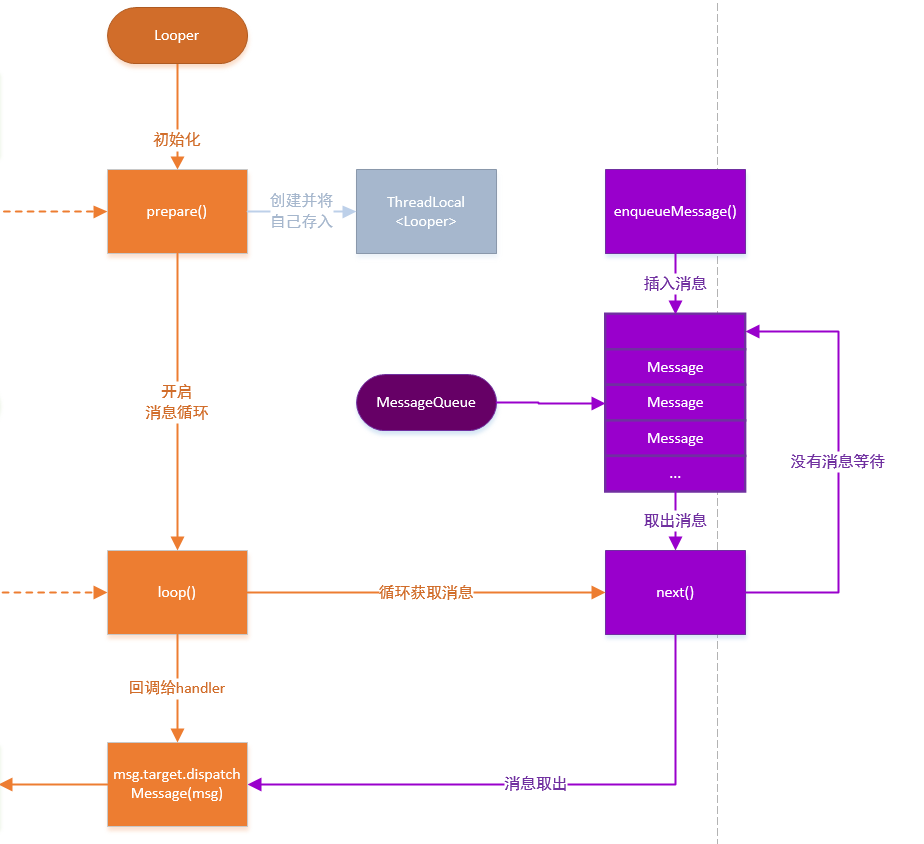 Looper
初始化
prepare()
创建并将
自己存入
ThreadLocal
<Looper>
enqueueMessage()
插入消息
开启
消息循环
MessageQueue
Message
Message
Message
...
没有消息等待
取出消息
loop()
循环获取消息
next()
回调给handler
msg.target.dispatch
Message(msg)
消息取出